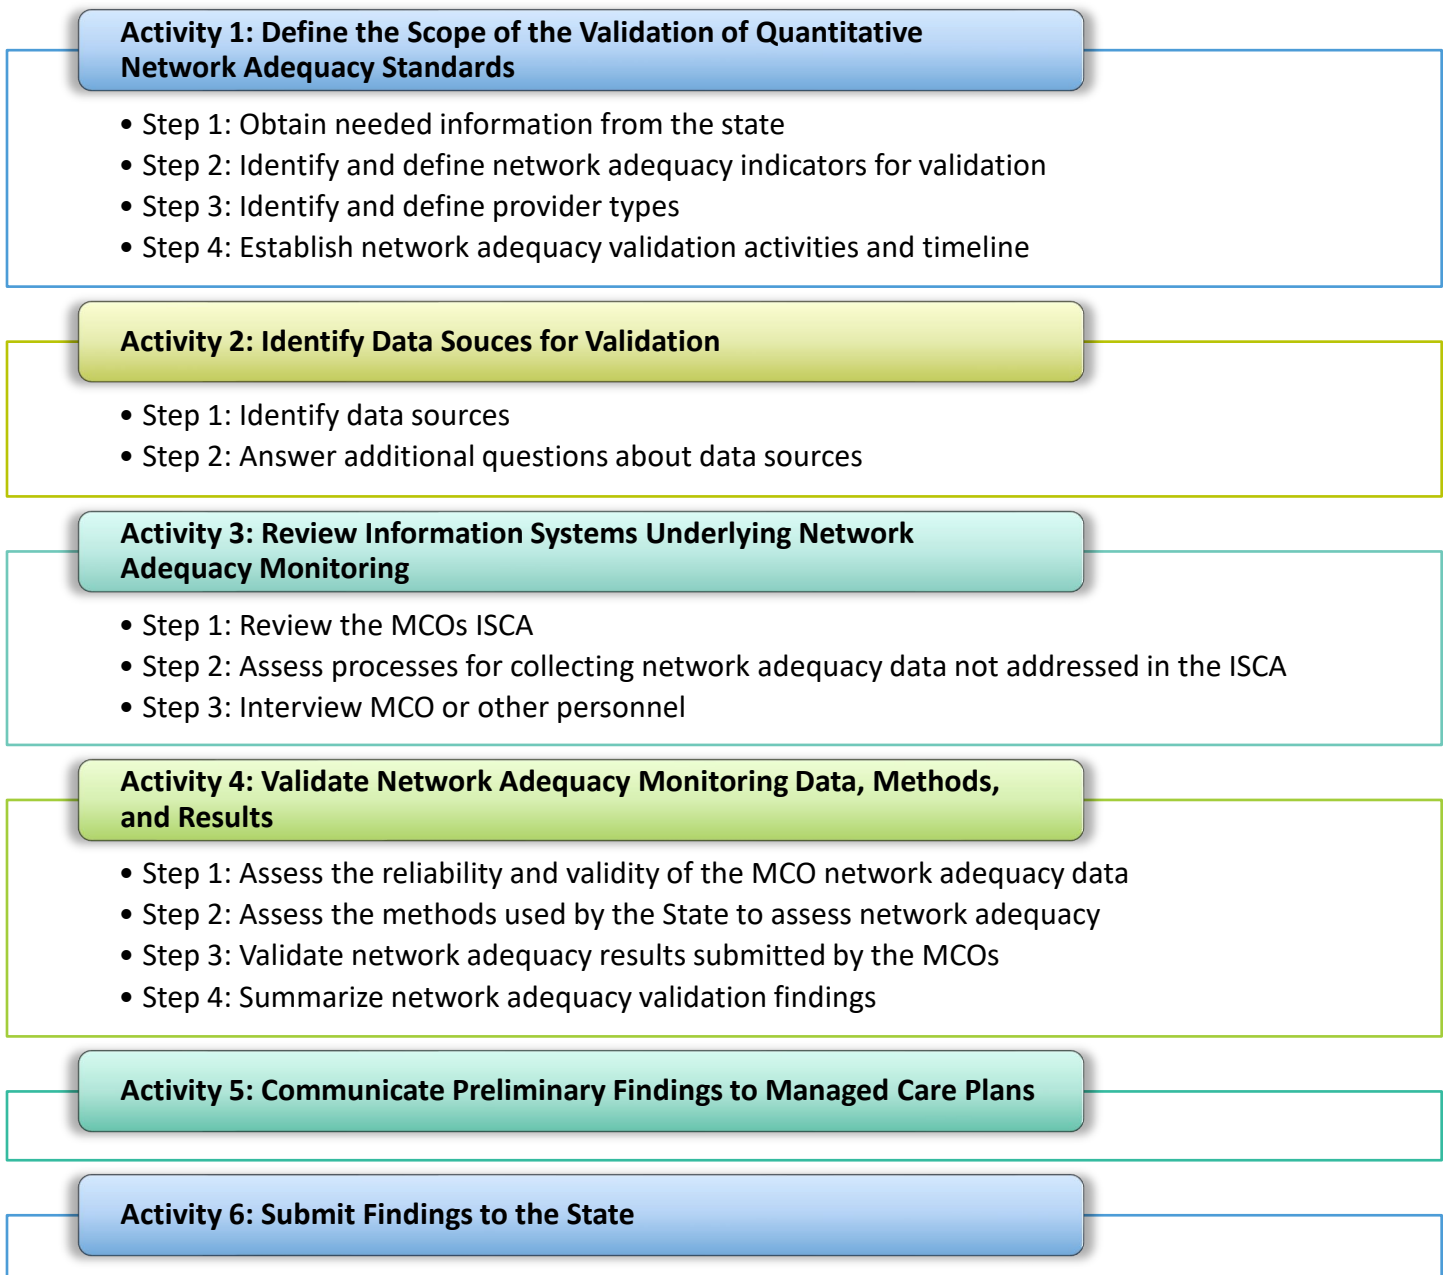 Activity 1: Define the Scope of the Validation of Quantitative
Network Adequacy Standards
• Step 1: Obtain needed information from the state
• Step 2: Identify and define network adequacy indicators for validation
• Step 3: Identify and define provider types
• Step 4: Establish network adequacy validation activities and timeline
Activity 2: Identify Data Souces for Validation
• Step 1: Identify data sources
• Step 2: Answer additional questions about data sources
Activity 3: Review Information Systems Underlying Network
Adequacy Monitoring
• Step 1: Review the MCOs ISCA
• Step 2: Assess processes for collecting network adequacy data not addressed in the ISCA
• Step 3: Interview MCO or other personnel
Activity 4: Validate Network Adequacy Monitoring Data, Methods,
and Results
• Step 1: Assess the reliability and validity of the MCO network adequacy data
• Step 2: Assess the methods used by the State to assess network adequacy
• Step 3: Validate network adequacy results submitted by the MCOs
• Step 4: Summarize network adequacy validation findings
Activity 5: Communicate Preliminary Findings to Managed Care Plans
Activity 6: Submit Findings to the State